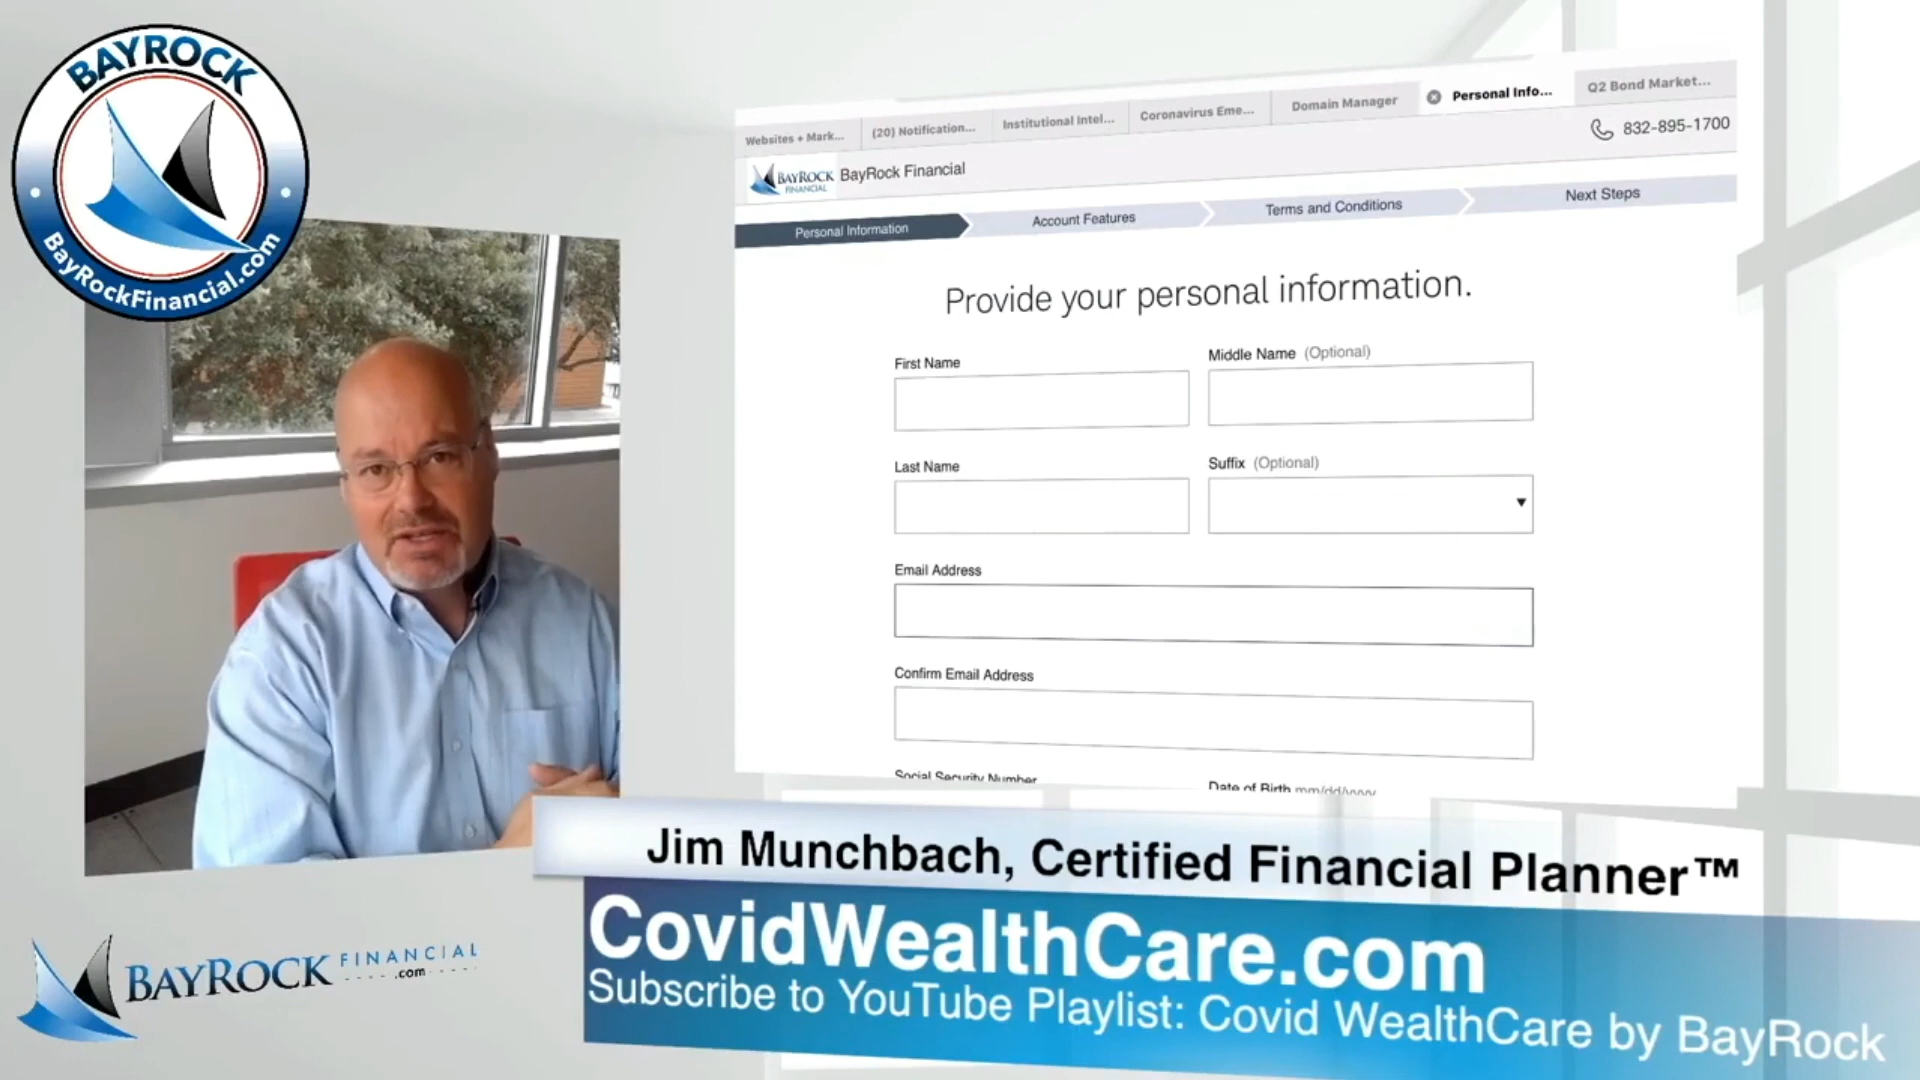 BAYROCK
BayRockFinancial.com
Websites + Mark...
(20) Notification...
Institutional Intel...
Coronavirus Eme...
Domain Manager
Personal Info...
Q2 Bond Market...
832-895-1700
BAYROCK
FINANCIAL
BayRock Financial
Personal Information
Account Features
Terms and Conditions
Next Steps
Provide your personal information.
First Name
Middle Name (Optional)
Last Name
Suffix (Optional)
Email Address
Confirm Email Address
Social Security Number
Date of Birth mm/dd/yyyy
Jim Munchbach, Certified Financial Planner™
CovidWealthCare.com
Subscribe to YouTube Playlist: Covid WealthCare by BayRock
BAYROCK FINANCIAL
.com